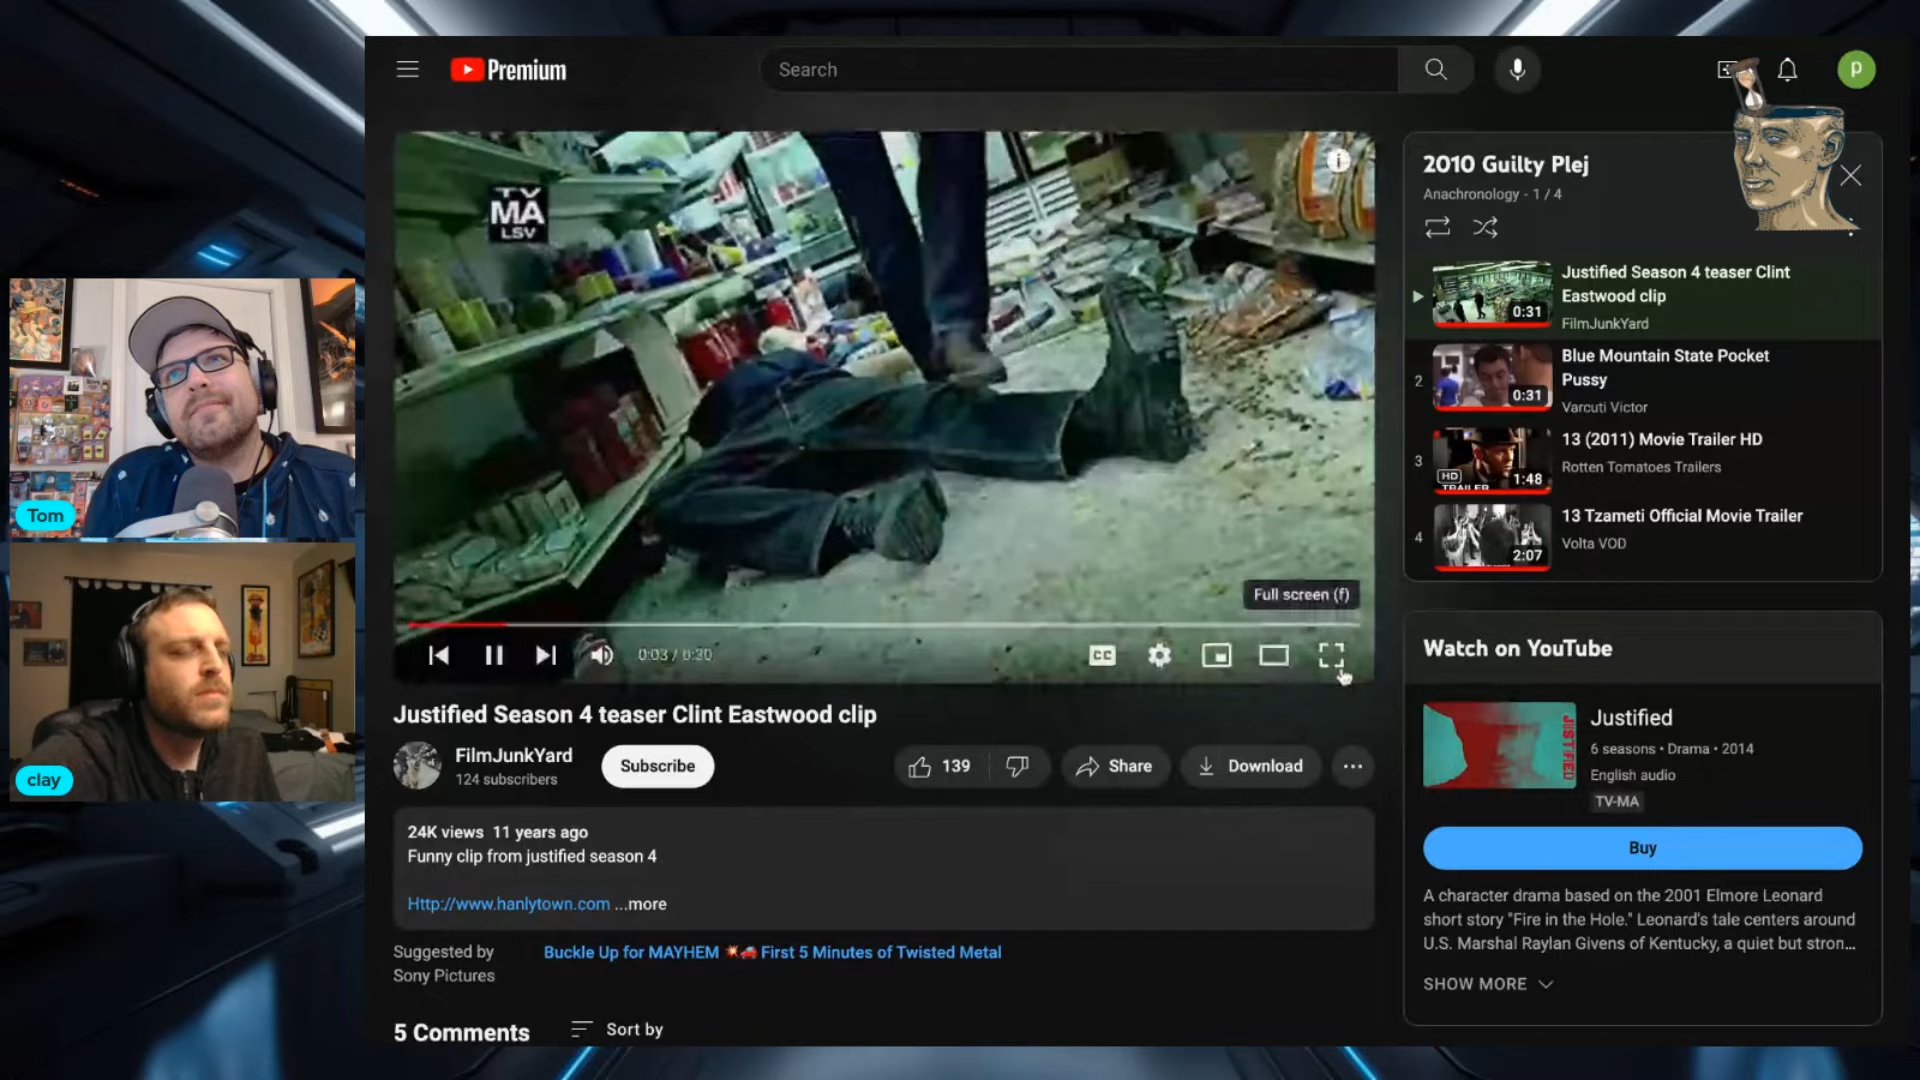 Premium
Search
p
TV
MA
LSV
Full screen (f)
0:03 / 0:30
CC
Justified Season 4 teaser Clint Eastwood clip
FilmJunkYard
124 subscribers
Subscribe
139
Share
Download
24K views 11 years ago
Funny clip from justified season 4
Http://www.hanlytown.com ...more
Suggested by
Sony Pictures
Buckle Up for MAYHEM 💥🚗 First 5 Minutes of Twisted Metal
5 Comments
Sort by
2010 Guilty Plej
Anachronology - 1 / 4
0:31
Justified Season 4 teaser Clint
Eastwood clip
FilmJunkYard
2
0:31
Blue Mountain State Pocket
Pussy
Varcuti Victor
3
HD
TRAILER
1:48
13 (2011) Movie Trailer HD
Rotten Tomatoes Trailers
4
2:07
13 Tzameti Official Movie Trailer
Volta VOD
Watch on YouTube
JUSTIFIED
Justified
6 seasons • Drama • 2014
English audio
TV-MA
Buy
A character drama based on the 2001 Elmore Leonard
short story "Fire in the Hole." Leonard's tale centers around
U.S. Marshal Raylan Givens of Kentucky, a quiet but stron...
SHOW MORE
Tom
clay